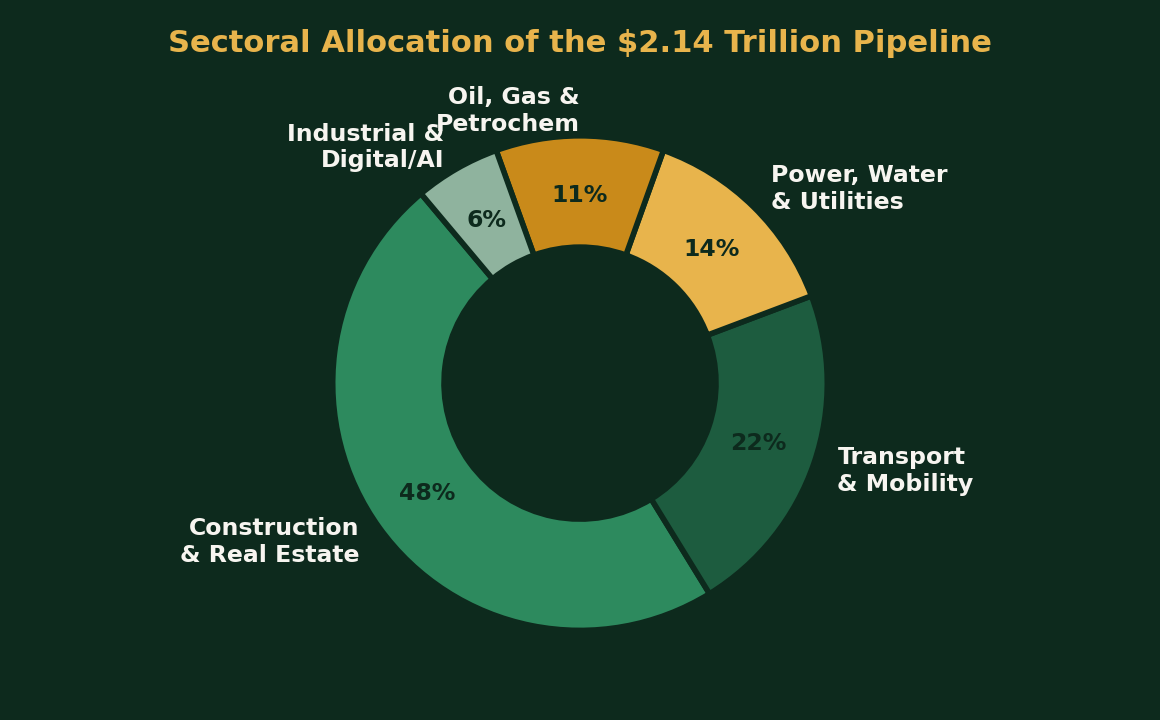 Sectoral Allocation of the $2.14 Trillion Pipeline
Oil, Gas &
Petrochem
Industrial &
Digital/AI
Power, Water
& Utilities
11%
6%
14%
22%
Transport
& Mobility
48%
Construction
& Real Estate